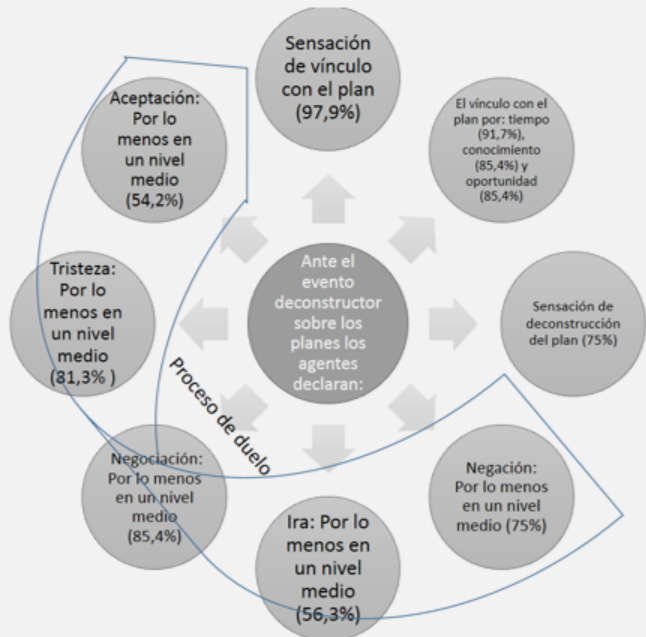 Sensación
de vínculo
con el plan
(97,9%)
El vínculo con el
plan por: tiempo
(91,7%),
conocimiento
(85,4%) y
oportunidad
(85,4%)
Sensación de
deconstrucción
del plan (75%)
Negación:
Por lo menos
en un nivel
medio (75%)
Ira: Por lo
menos en
un nivel
medio
(56,3%)
Negociación:
Por lo menos
en un nivel
medio
(85,4%)
Tristeza:
Por lo
menos en
un nivel
medio
(81,3% )
Aceptación:
Por lo
menos en
un nivel
medio
(54,2%)
Ante el
evento
deconstructor
sobre los
planes los
agentes
declaran:
Proceso de duelo